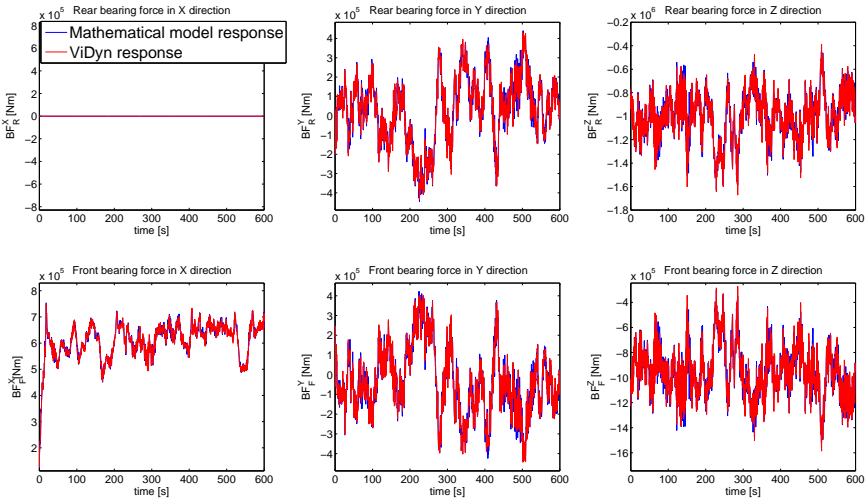 Rear bearing force in X direction
x 10^5
8
6
4
2
0
−2
−4
−6
−8
BF_R^X [Nm]
0 100 200 300 400 500 600
time [s]
Mathematical model response
ViDyn response
Rear bearing force in Y direction
x 10^5
4
3
2
1
0
−1
−2
−3
−4
BF_R^Y [Nm]
0 100 200 300 400 500 600
time [s]
Rear bearing force in Z direction
x 10^6
−0.2
−0.4
−0.6
−0.8
−1
−1.2
−1.4
−1.6
−1.8
BF_R^Z [Nm]
0 100 200 300 400 500 600
time [s]
Front bearing force in X direction
x 10^5
8
7
6
5
4
3
2
BF_F^X [Nm]
0 100 200 300 400 500 600
time [s]
Front bearing force in Y direction
x 10^5
4
3
2
1
0
−1
−2
−3
−4
BF_F^Y [Nm]
0 100 200 300 400 500 600
time [s]
Front bearing force in Z direction
x 10^5
−4
−6
−8
−10
−12
−14
−16
BF_F^Z [Nm]
0 100 200 300 400 500 600
time [s]